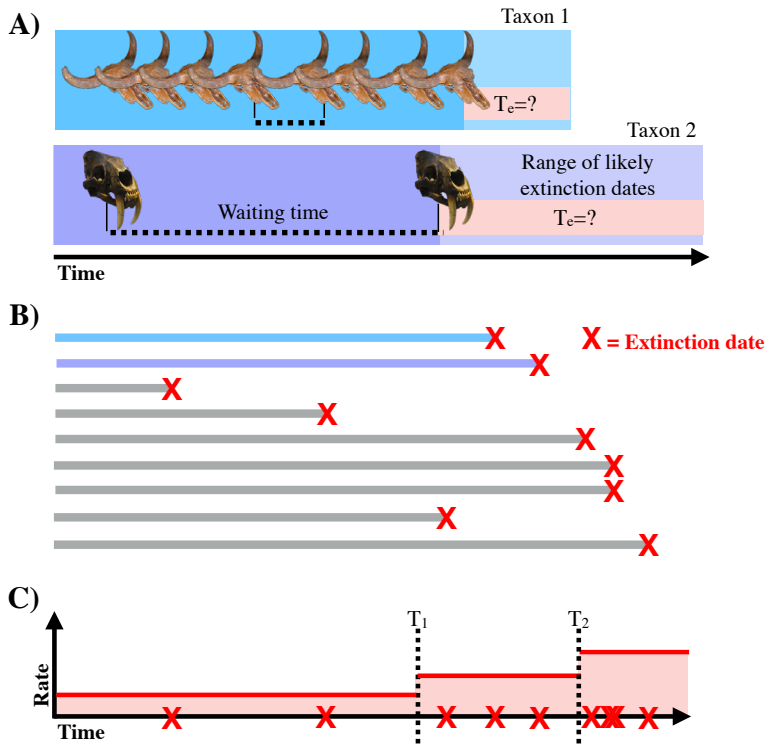 A)
Taxon 1
Te=?
Taxon 2
Range of likely
extinction dates
Waiting time
Te=?
Time
B)
X = Extinction date
C)
T1
T2
Rate
Time